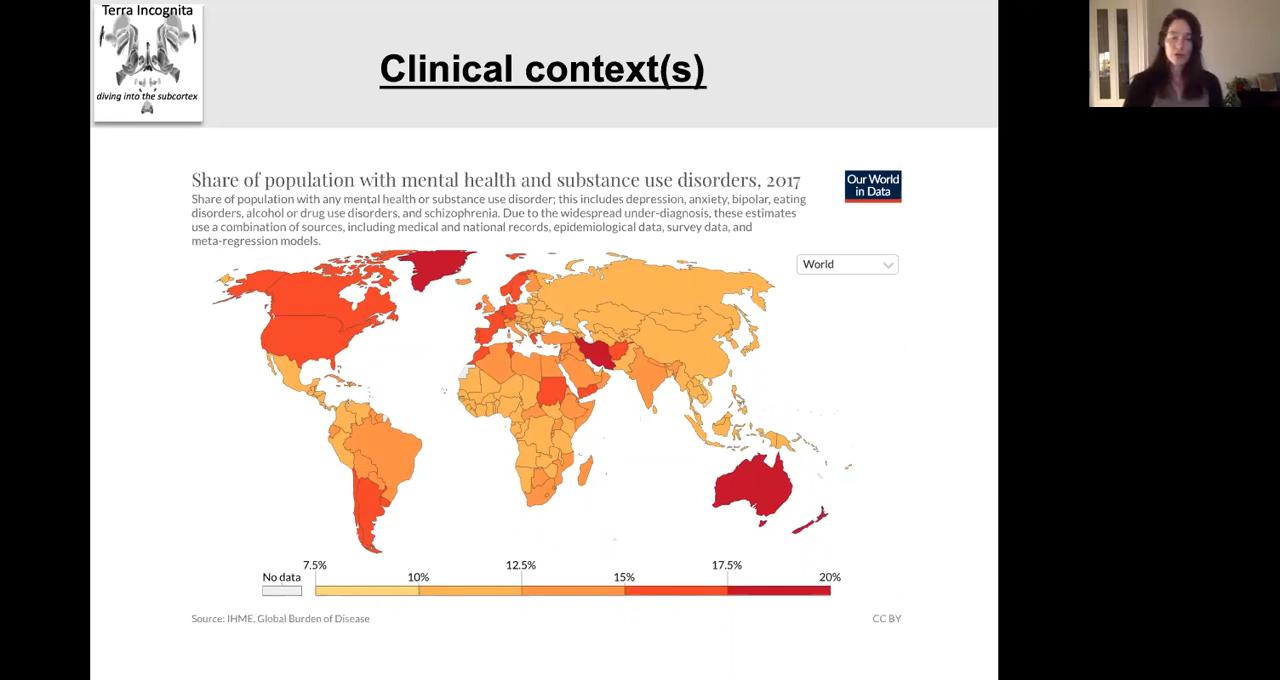 Terra Incognita
diving into the subcortex
Clinical context(s)
Share of population with mental health and substance use disorders, 2017
Share of population with any mental health or substance use disorder; this includes depression, anxiety, bipolar, eating
disorders, alcohol or drug use disorders, and schizophrenia. Due to the widespread under-diagnosis, these estimates
use a combination of sources, including medical and national records, epidemiological data, survey data, and
meta-regression models.
Our World
in Data
World
7.5%
12.5%
17.5%
No data
10%
15%
20%
Source: IHME, Global Burden of Disease
CC BY